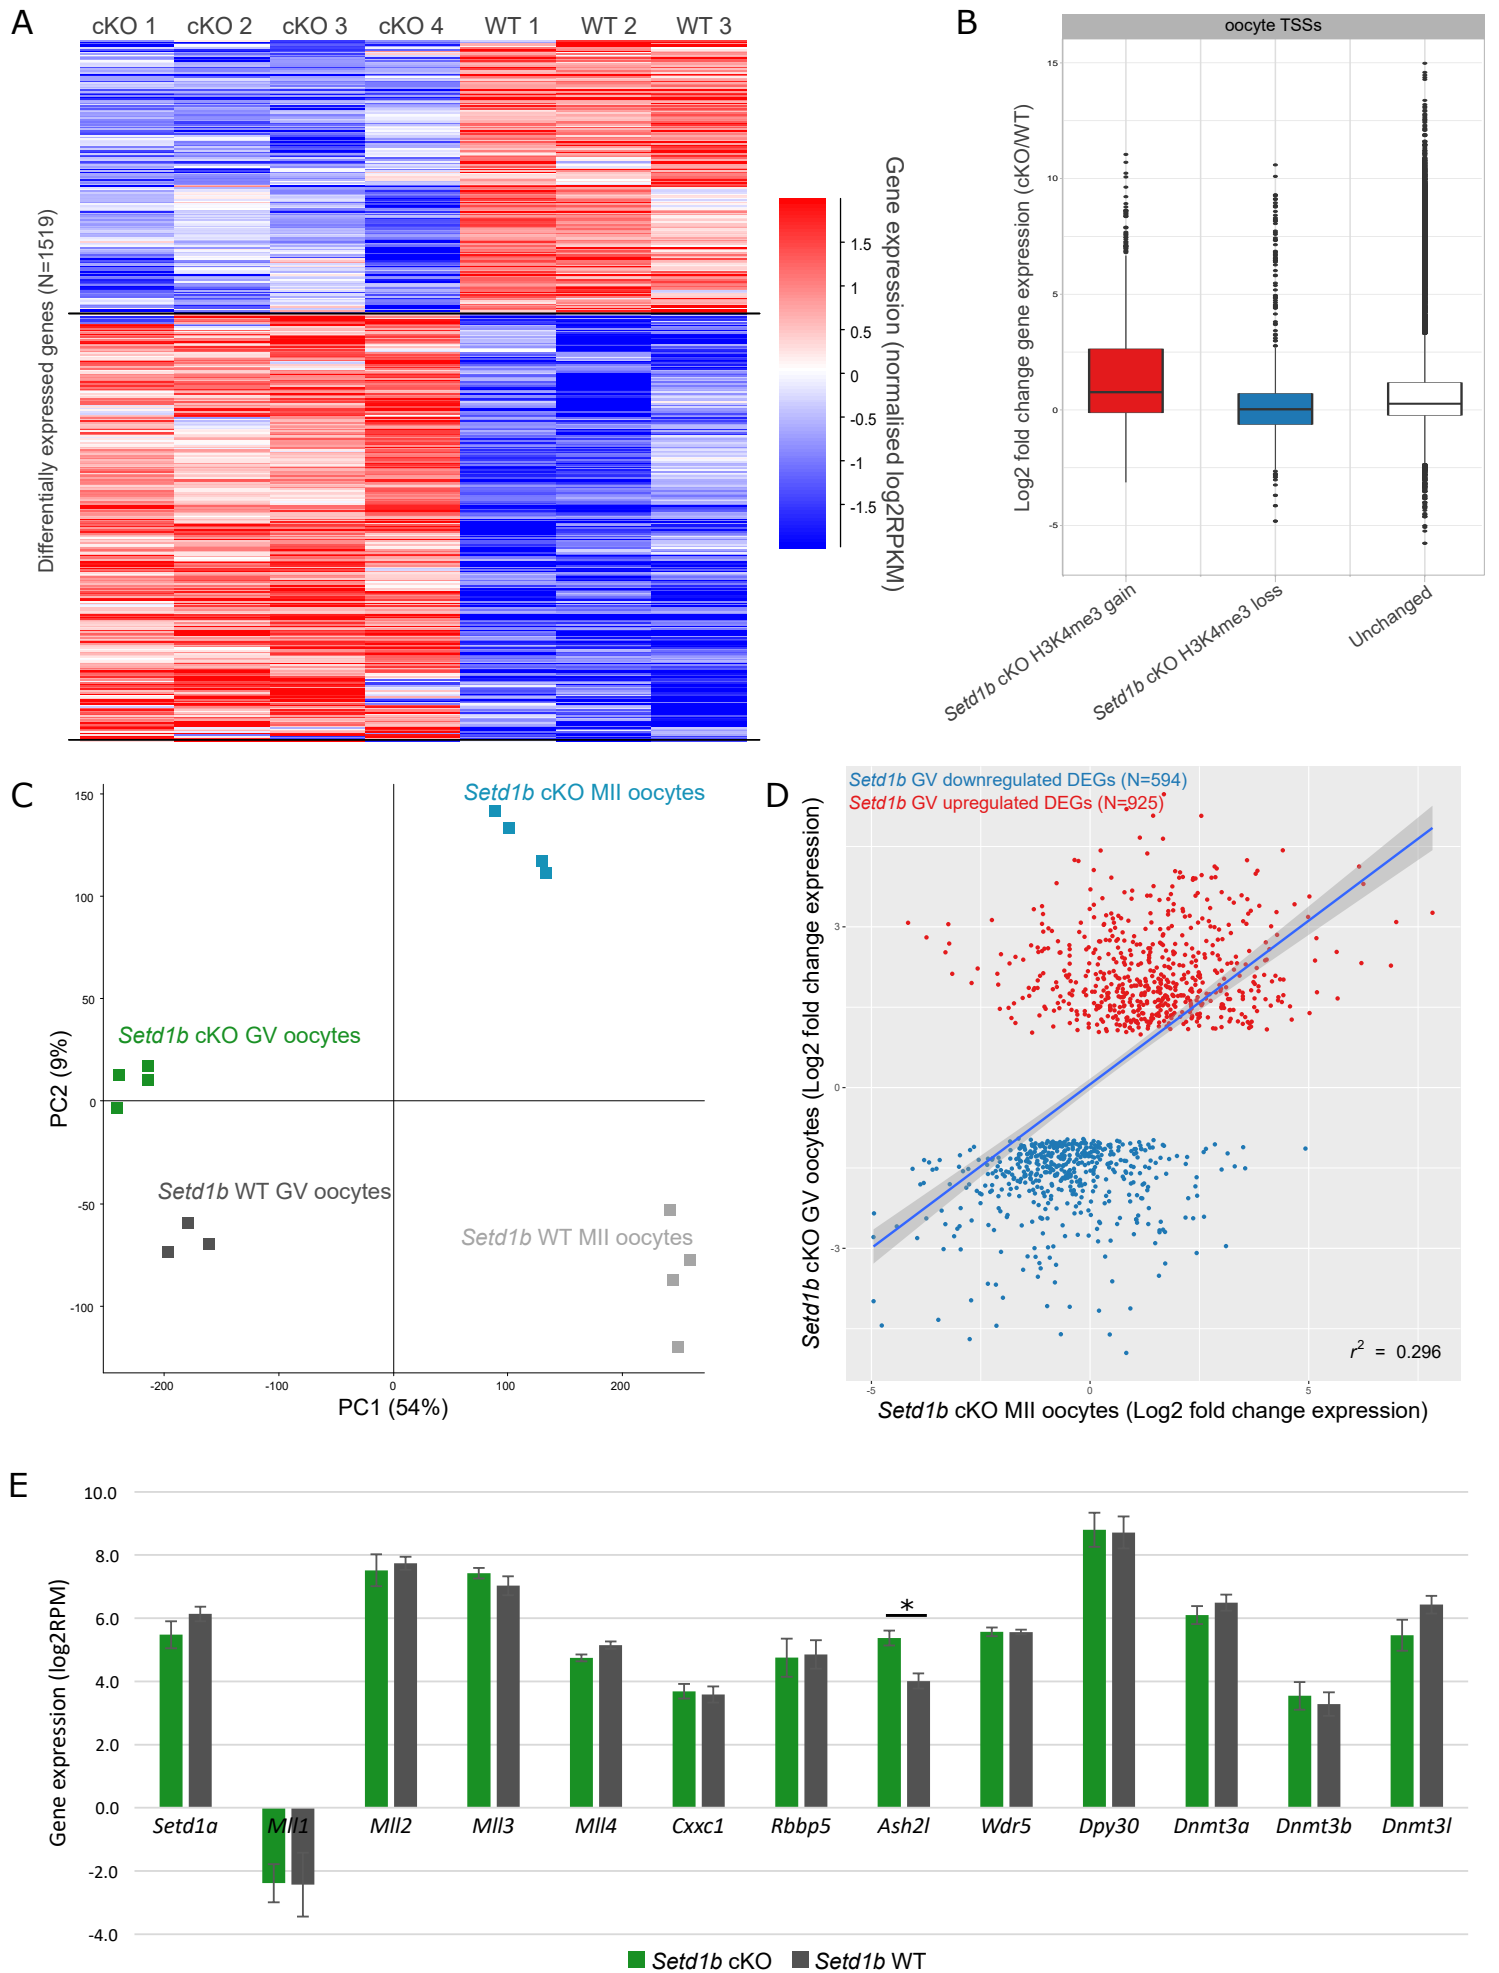 A
cKO 1 cKO 2 cKO 3 cKO 4 WT 1 WT 2 WT 3
Differentially expressed genes (N=1519)
1.5
1
0.5
0
-0.5
-1
-1.5
Gene expression (normalised log2RPKM)
B
oocyte TSSs
Log2 fold change gene expression (cKO/WT)
15
10
5
0
-5
Setd1b cKO H3K4me3 gain
Setd1b cKO H3K4me3 loss
Unchanged
C
PC2 (9%)
150
100
50
0
-50
-100
Setd1b cKO MII oocytes
Setd1b cKO GV oocytes
Setd1b WT GV oocytes
Setd1b WT MII oocytes
-200 -100 0 100 200
PC1 (54%)
D
Setd1b GV downregulated DEGs (N=594)
Setd1b GV upregulated DEGs (N=925)
Setd1b cKO GV oocytes (Log2 fold change expression)
3
0
-3
r2 = 0.296
-5 0 5
Setd1b cKO MII oocytes (Log2 fold change expression)
E
Gene expression (log2RPM)
10.0
8.0
6.0
4.0
2.0
0.0
-2.0
-4.0
*
Setd1a Mll1 Mll2 Mll3 Mll4 Cxxc1 Rbbp5 Ash2l Wdr5 Dpy30 Dnmt3a Dnmt3b Dnmt3l
Setd1b cKO Setd1b WT